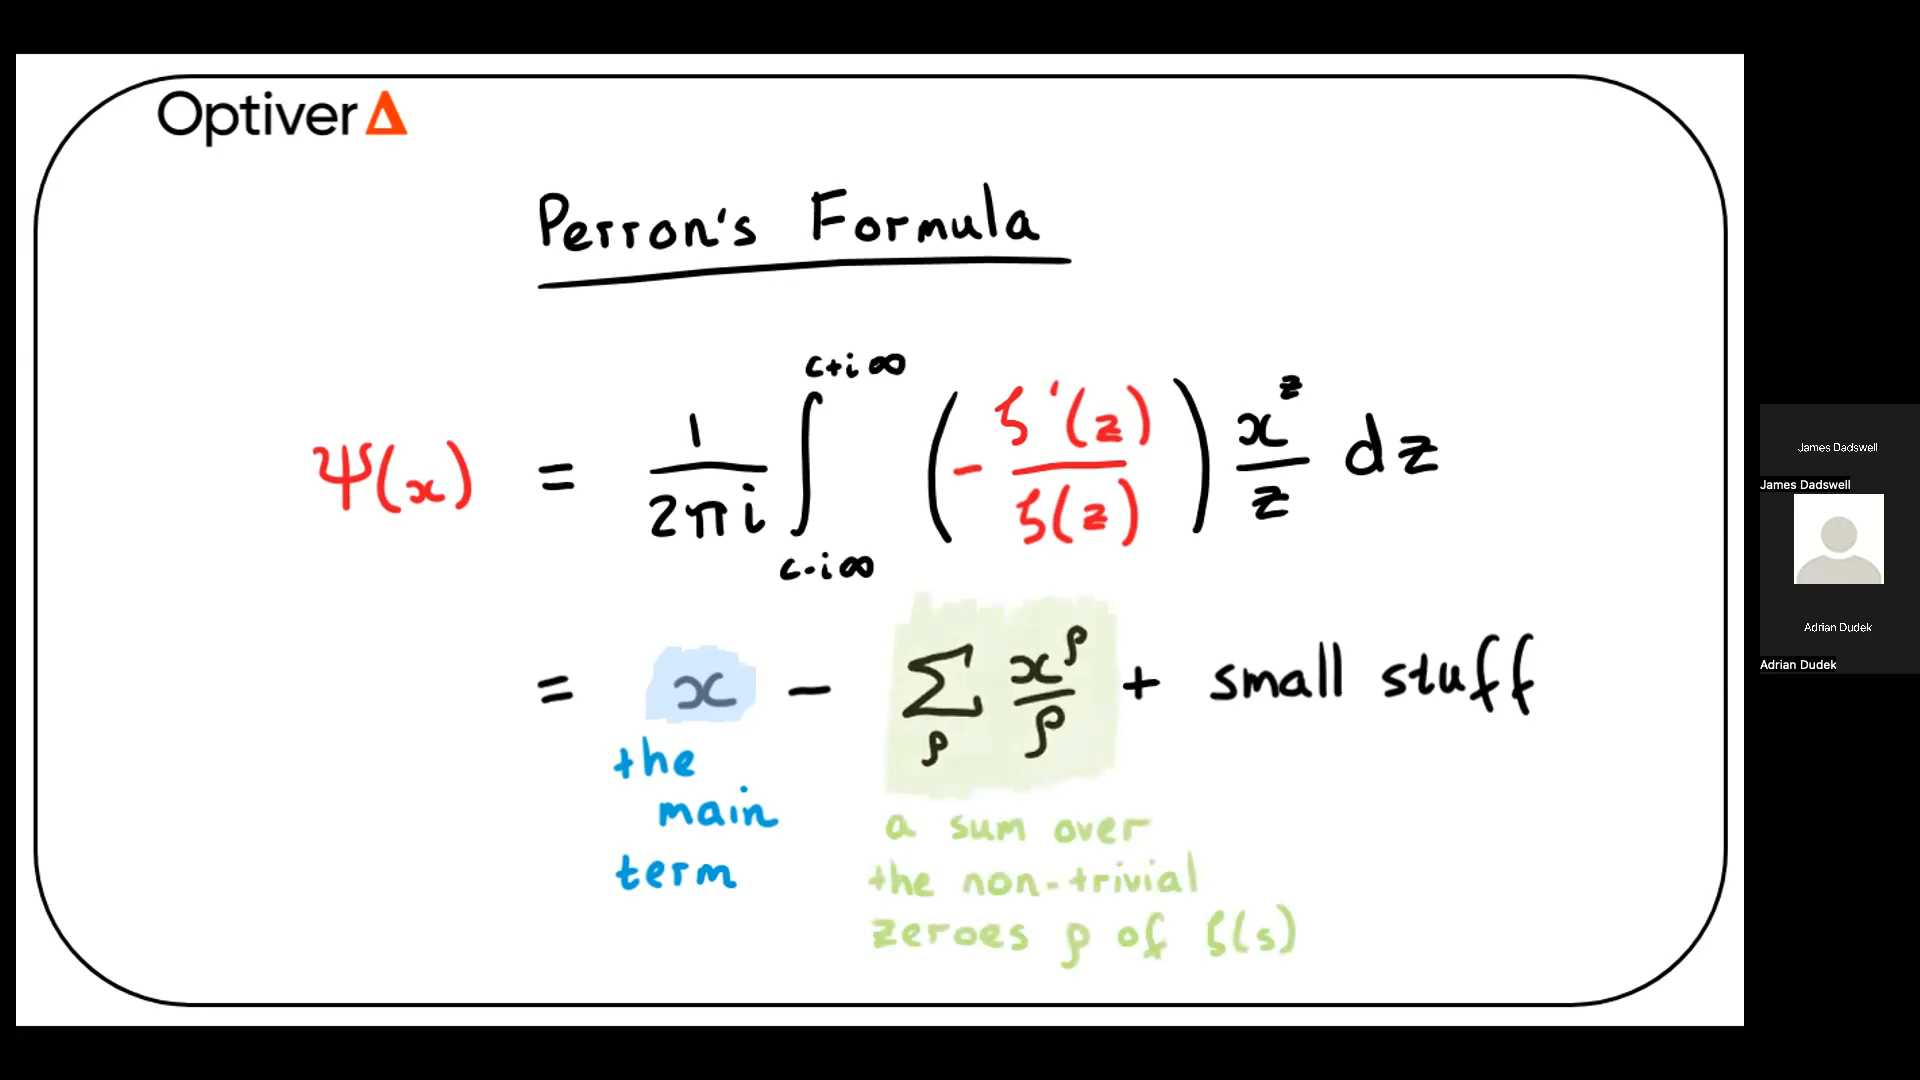 Optiver
Perron's Formula
ψ(x) = 1/2πi ∫_{c-i∞}^{c+i∞} (- ζ'(z)/ζ(z)) x^z/z dz
= x - ∑_ρ x^ρ/ρ + small stuff
the
main
term
a sum over
the non-trivial
zeroes ρ of ζ(s)
James Dadswell
James Dadswell
Adrian Dudek
Adrian Dudek